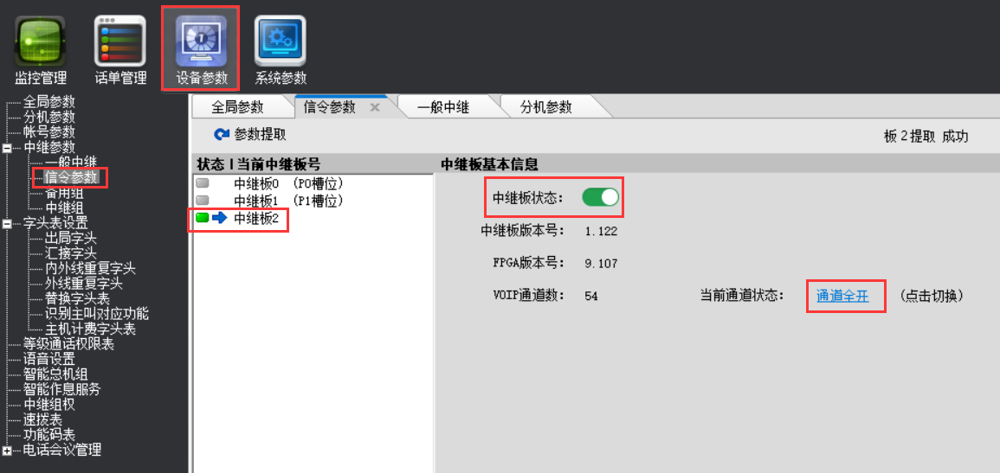 监控管理 话单管理 设备参数 系统参数
全局参数
分机参数
帐号参数
中继参数
一般中继
信令参数
备用组
中继组
字头表设置
出局字头
汇接字头
内外线重复字头
外线重复字头
替换字头表
识别主叫对应功能
主机计费字头表
等级通话权限表
语音设置
智能总机组
智能作息服务
中继组权
速拨表
功能码表
电话会议管理
全局参数 信令参数 一般中继 分机参数
参数提取
板 2提取 成功
状态 | 当前中继板号
中继板0 (P0槽位)
中继板1 (P1槽位)
中继板2
中继板基本信息
中继板状态:
中继板版本号: 1.122
FPGA版本号: 9.107
VOIP通道数: 54 当前通道状态: 通道全开 (点击切换)